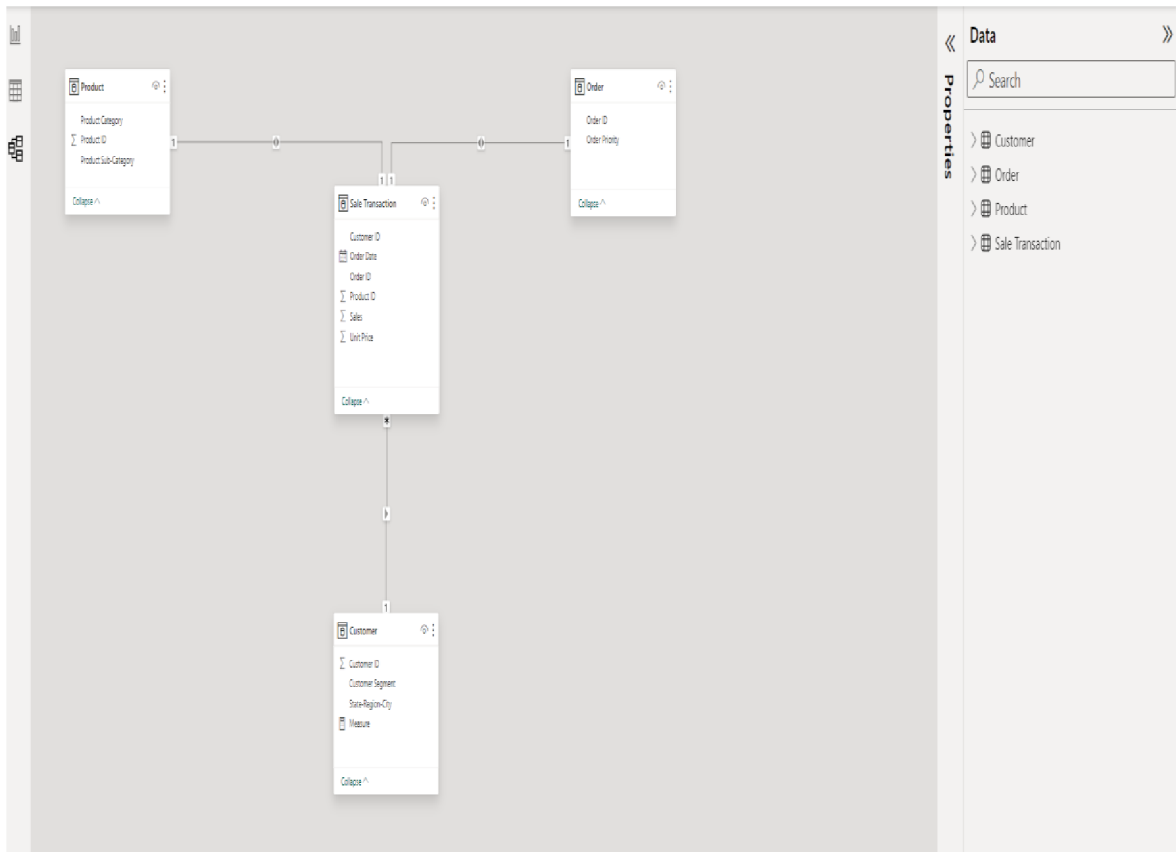 Data
Search
Properties
Customer
Order
Product
Sale Transaction
Product
Product Category
Product ID
Product Sub-Category
Collapse
1
1
1
1
Order
Order ID
Order Priority
Collapse
Sale Transaction
Customer ID
Order Date
Order ID
Product ID
Sales
Unit Price
Collapse
*
1
Customer
Customer ID
Customer Segment
State-Region-City
Measure
Collapse